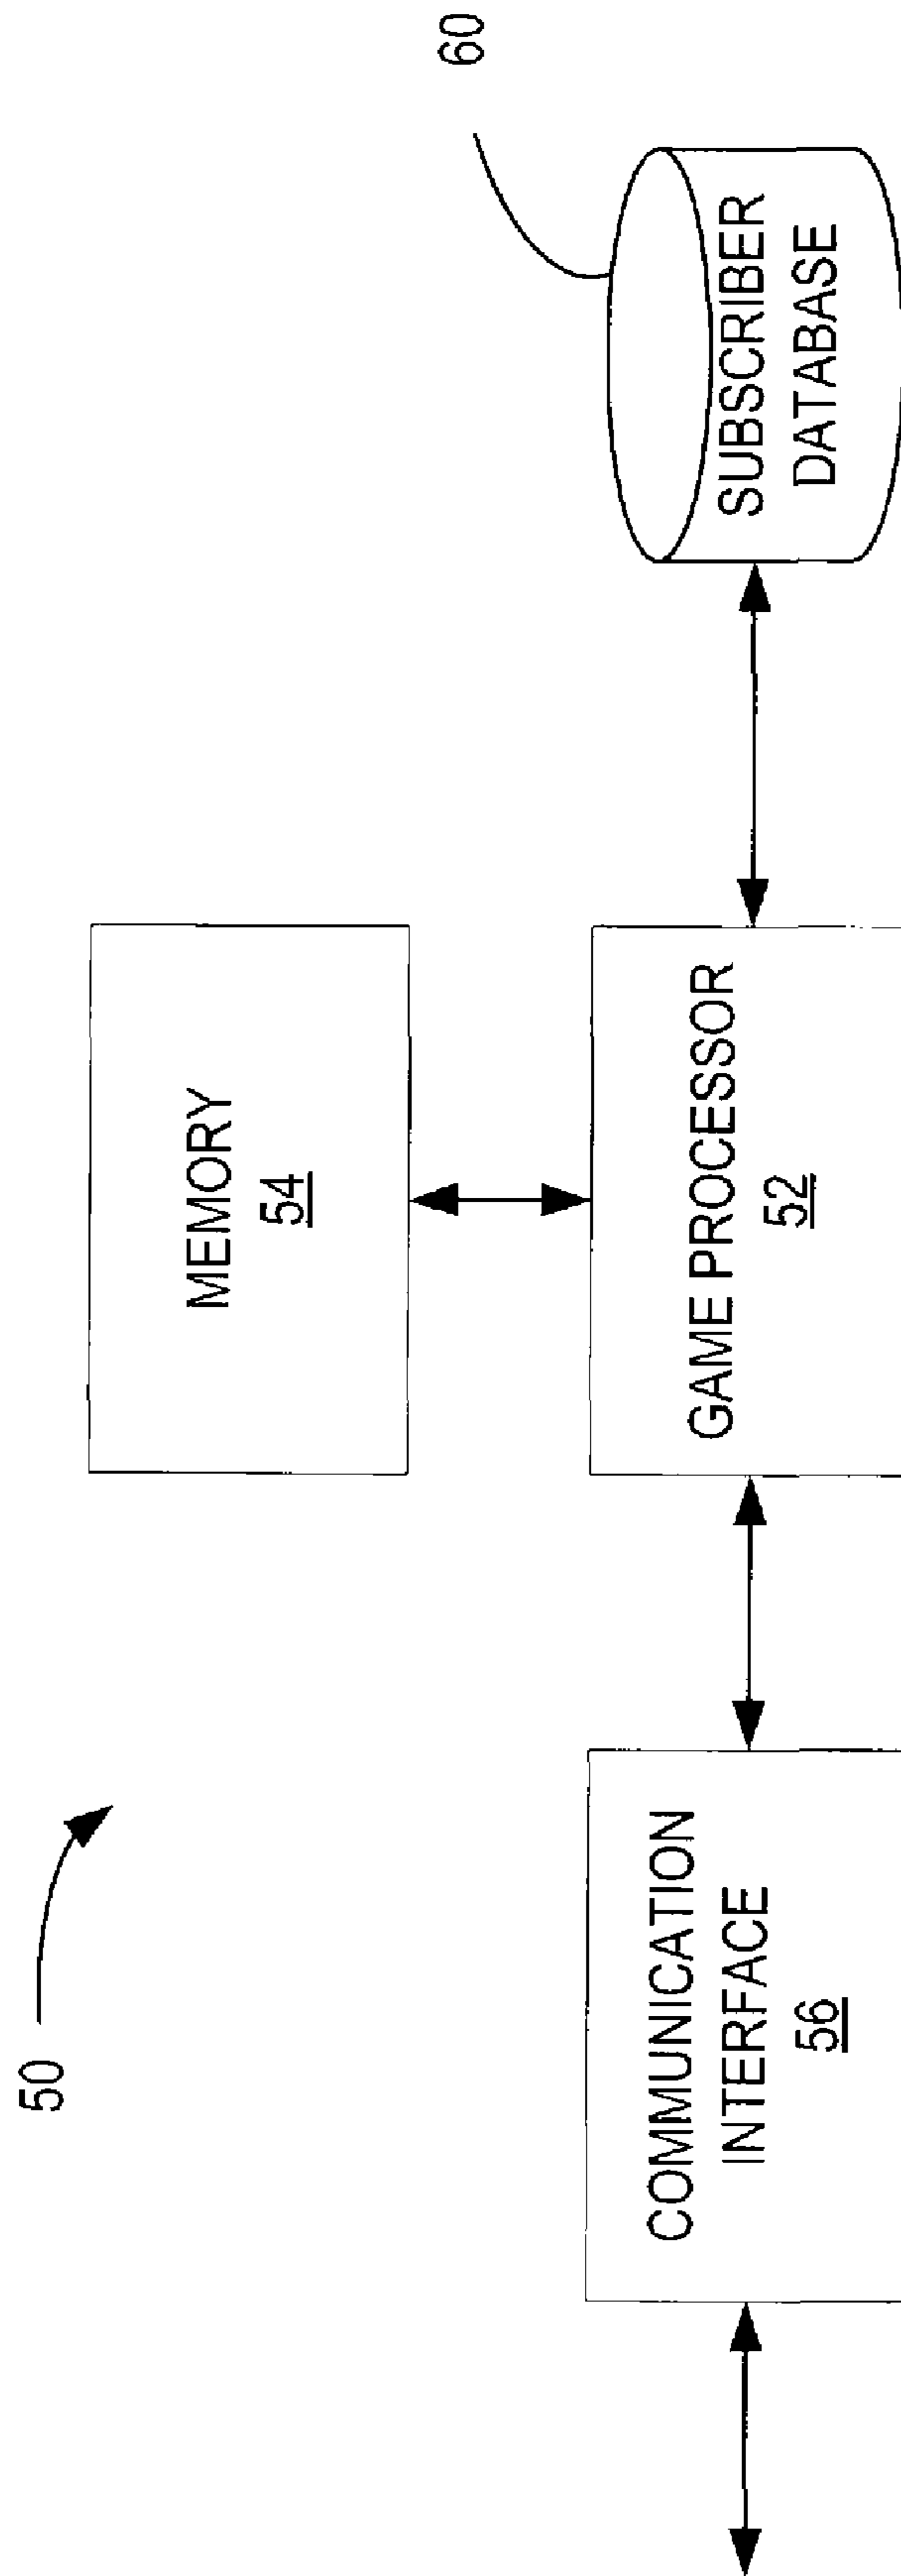 50
60
MEMORY
54
COMMUNICATION
INTERFACE
56
GAME PROCESSOR
52
SUBSCRIBER
DATABASE